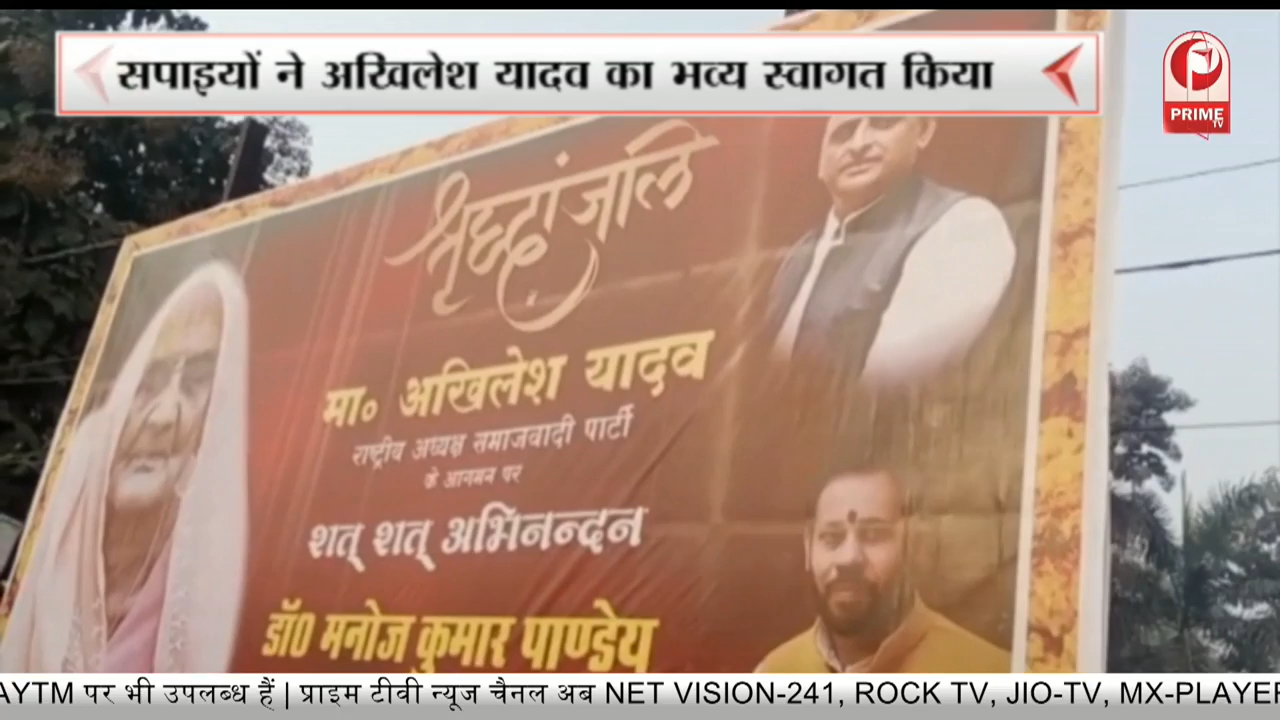 सपाइयों ने अखिलेश यादव का भव्य स्वागत किया
PRIME
TV
श्रृद्धांजलि
मा० अखिलेश यादव
राष्ट्रीय अध्यक्ष समाजवादी पार्टी
के आगमन पर
शत् शत् अभिनन्दन
डॉ0 मनोज कुमार पाण्डेय
AYTM पर भी उपलब्ध हैं | प्राइम टीवी न्यूज चैनल अब NET VISION-241, ROCK TV, JIO-TV, MX-PLAYER